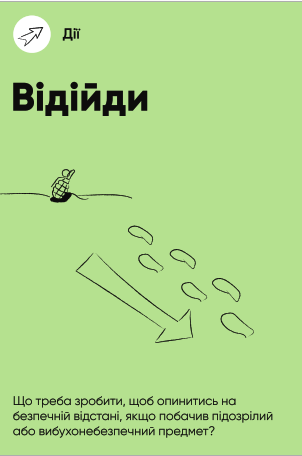 Дії
Відійди
Що треба зробити, щоб опинитись на
безпечній відстані, якщо побачив підозрілий
або вибухонебезпечний предмет?